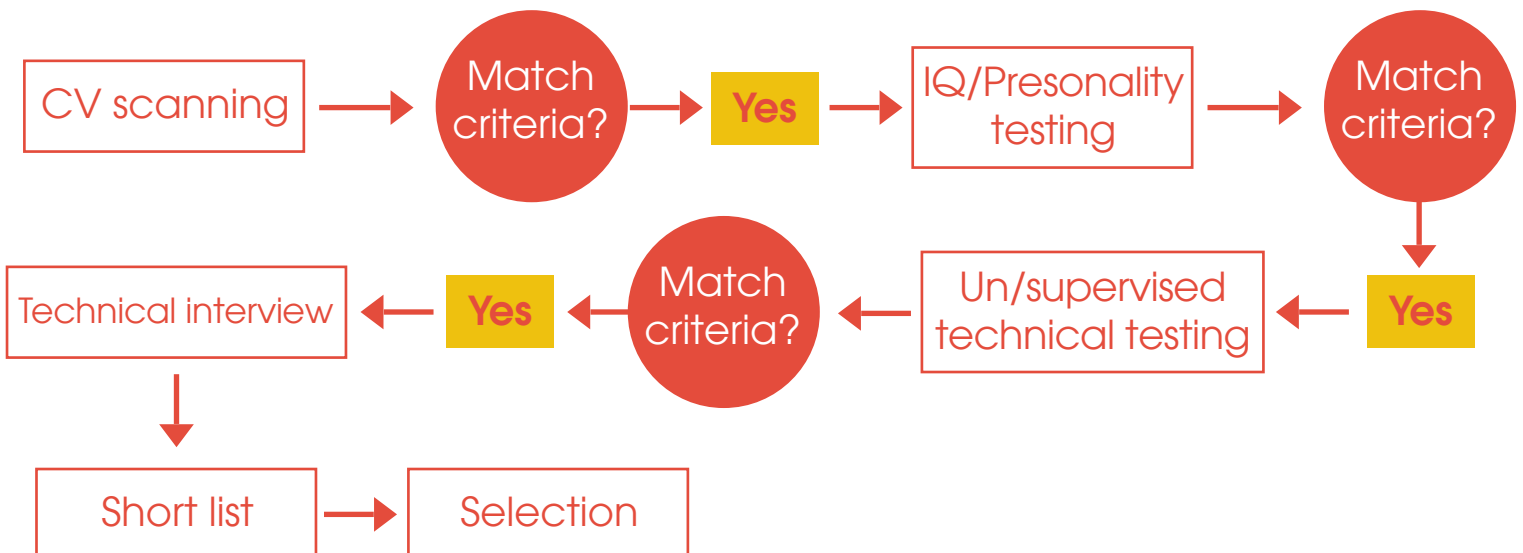 CV scanning
Match
criteria?
Yes
IQ/Presonality
testing
Match
criteria?
Yes
Un/supervised
technical testing
Match
criteria?
Yes
Technical interview
Short list
Selection